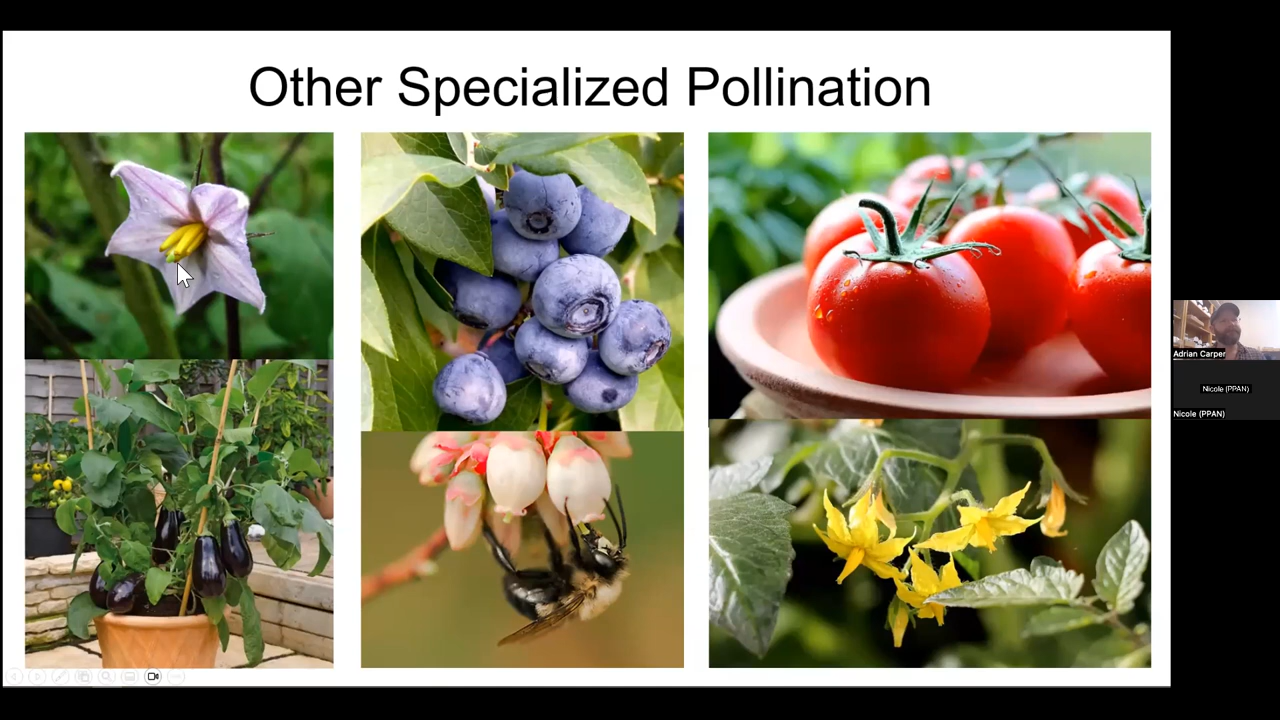 Other Specialized Pollination
Adrian Carper
Nicole (PPAN)
Nicole (PPAN)